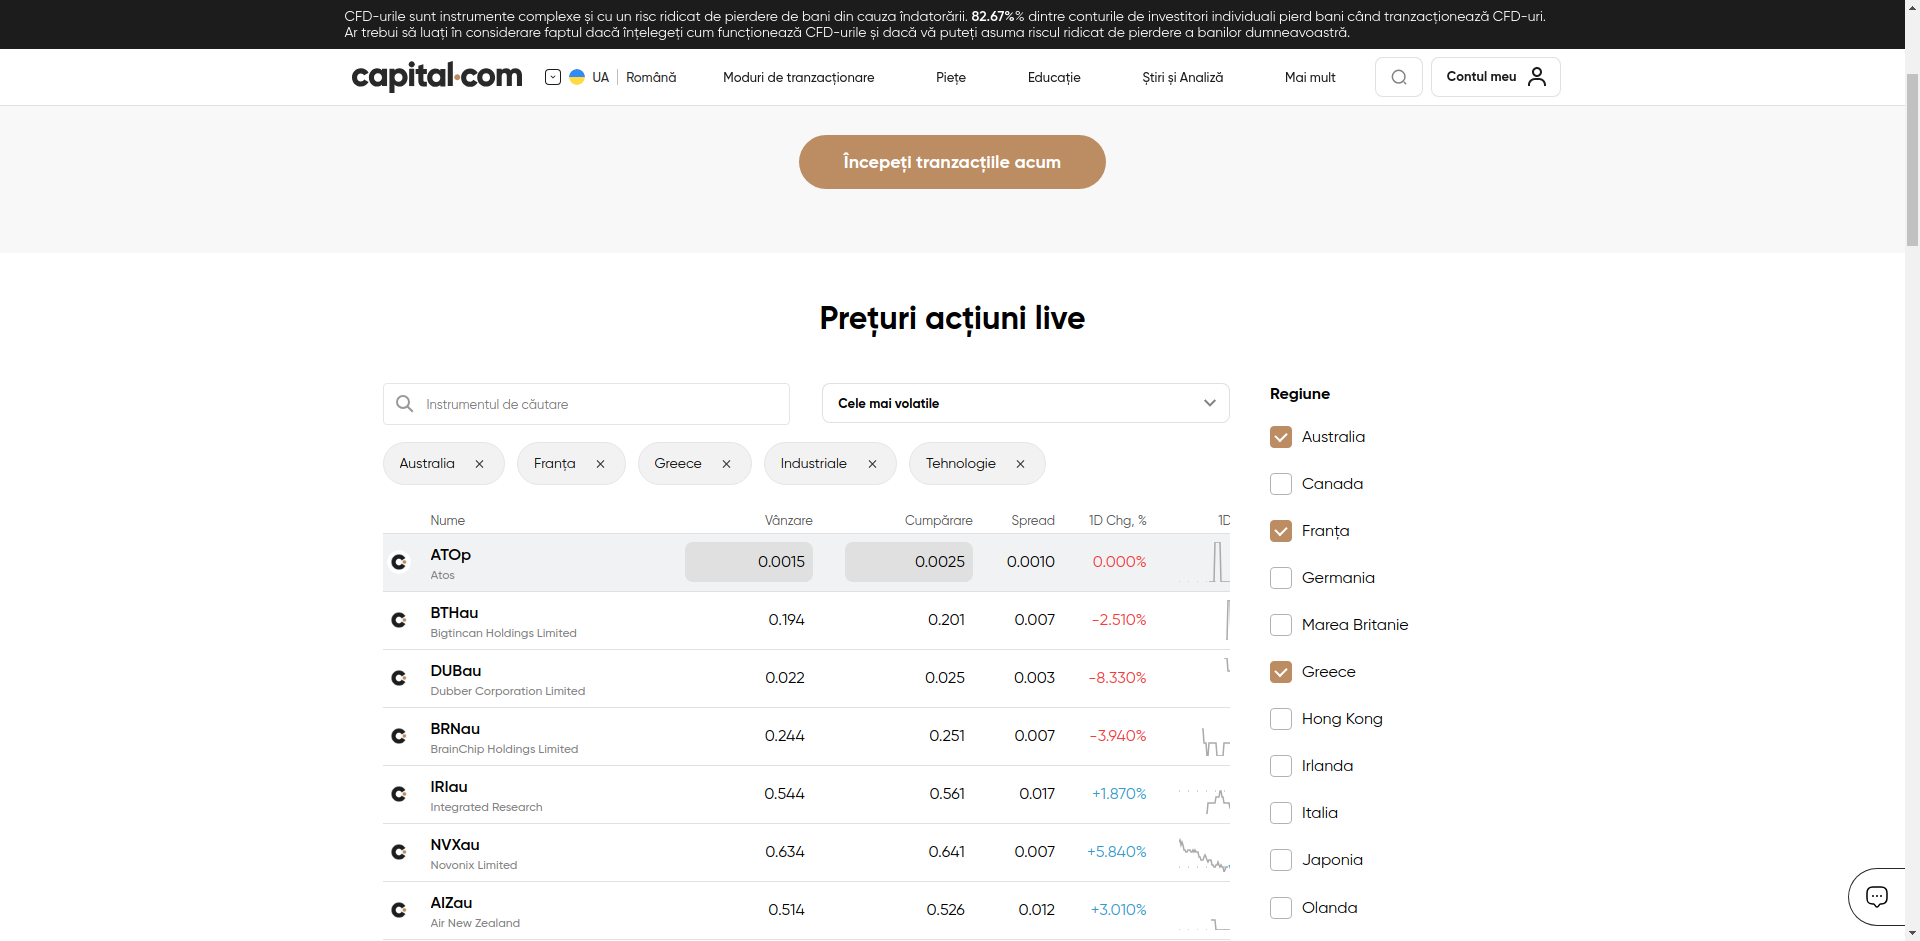 CFD-urile sunt instrumente complexe și cu un risc ridicat de pierdere de bani din cauza îndatorării. 82.67%% dintre conturile de investitori individuali pierd bani când tranzacționează CFD-uri.
Ar trebui să luați în considerare faptul dacă înțelegeți cum funcționează CFD-urile și dacă vă puteți asuma riscul ridicat de pierdere a banilor dumneavoastră.
capital.com UA Română Moduri de tranzacționare Piețe Educație Știri și Analiză Mai mult Contul meu
Începeți tranzacțiile acum
Prețuri acțiuni live
Instrumentul de căutare Cele mai volatile
Australia Franța Greece Industriale Tehnologie
Nume Vânzare Cumpărare Spread 1D Chg, % 1D
ATOp 0.0015 0.0025 0.0010 0.000%
Atos
BTHau 0.194 0.201 0.007 -2.510%
Bigtincan Holdings Limited
DUBau 0.022 0.025 0.003 -8.330%
Dubber Corporation Limited
BRNau 0.244 0.251 0.007 -3.940%
BrainChip Holdings Limited
IRIau 0.544 0.561 0.017 +1.870%
Integrated Research
NVXau 0.634 0.641 0.007 +5.840%
Novonix Limited
AIZau 0.514 0.526 0.012 +3.010%
Air New Zealand
Regiune
Australia
Canada
Franța
Germania
Marea Britanie
Greece
Hong Kong
Irlanda
Italia
Japonia
Olanda